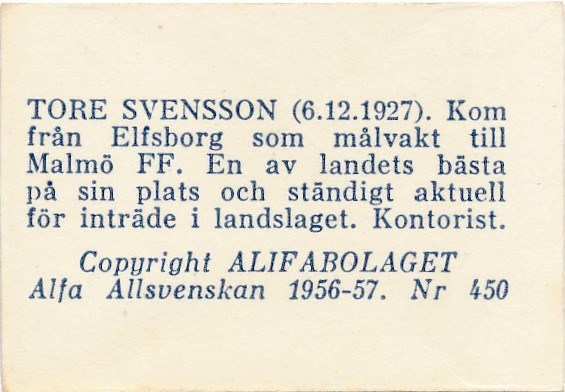 TORE SVENSSON (6.12.1927). Kom
från Elfsborg som målvakt till
Malmö FF. En av landets bästa
på sin plats och ständigt aktuell
för inträde i landslaget. Kontorist.
Copyright ALIFABOLAGET
Alfa Allsvenskan 1956-57. Nr 450